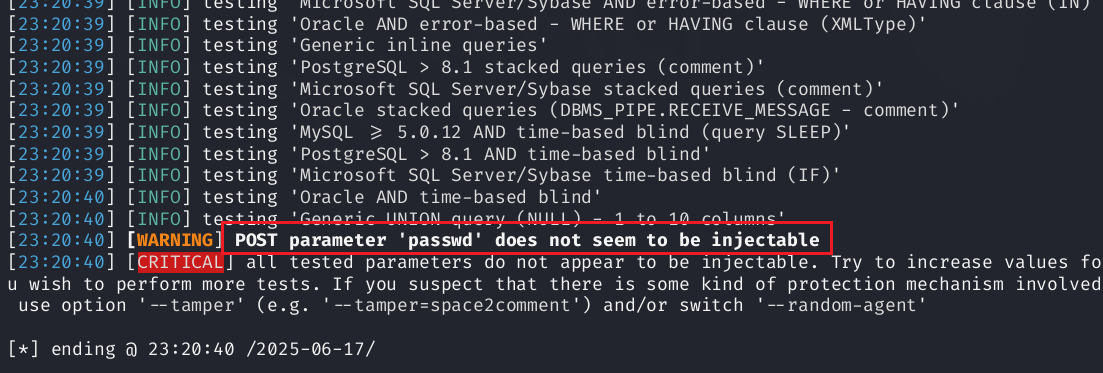 [23:20:39] [INFO] testing 'Microsoft SQL Server/Sybase AND error-based - WHERE or HAVING clause (IN)
[23:20:39] [INFO] testing 'Oracle AND error-based - WHERE or HAVING clause (XMLType)'
[23:20:39] [INFO] testing 'Generic inline queries'
[23:20:39] [INFO] testing 'PostgreSQL > 8.1 stacked queries (comment)'
[23:20:39] [INFO] testing 'Microsoft SQL Server/Sybase stacked queries (comment)'
[23:20:39] [INFO] testing 'Oracle stacked queries (DBMS_PIPE.RECEIVE_MESSAGE - comment)'
[23:20:39] [INFO] testing 'MySQL >= 5.0.12 AND time-based blind (query SLEEP)'
[23:20:39] [INFO] testing 'PostgreSQL > 8.1 AND time-based blind'
[23:20:39] [INFO] testing 'Microsoft SQL Server/Sybase time-based blind (IF)'
[23:20:40] [INFO] testing 'Oracle AND time-based blind'
[23:20:40] [INFO] testing 'Generic UNION query (NULL) - 1 to 10 columns'
[23:20:40] [WARNING] POST parameter 'passwd' does not seem to be injectable
[23:20:40] [CRITICAL] all tested parameters do not appear to be injectable. Try to increase values fo
u wish to perform more tests. If you suspect that there is some kind of protection mechanism involved
use option '--tamper' (e.g. '--tamper=space2comment') and/or switch '--random-agent'
[*] ending @ 23:20:40 /2025-06-17/